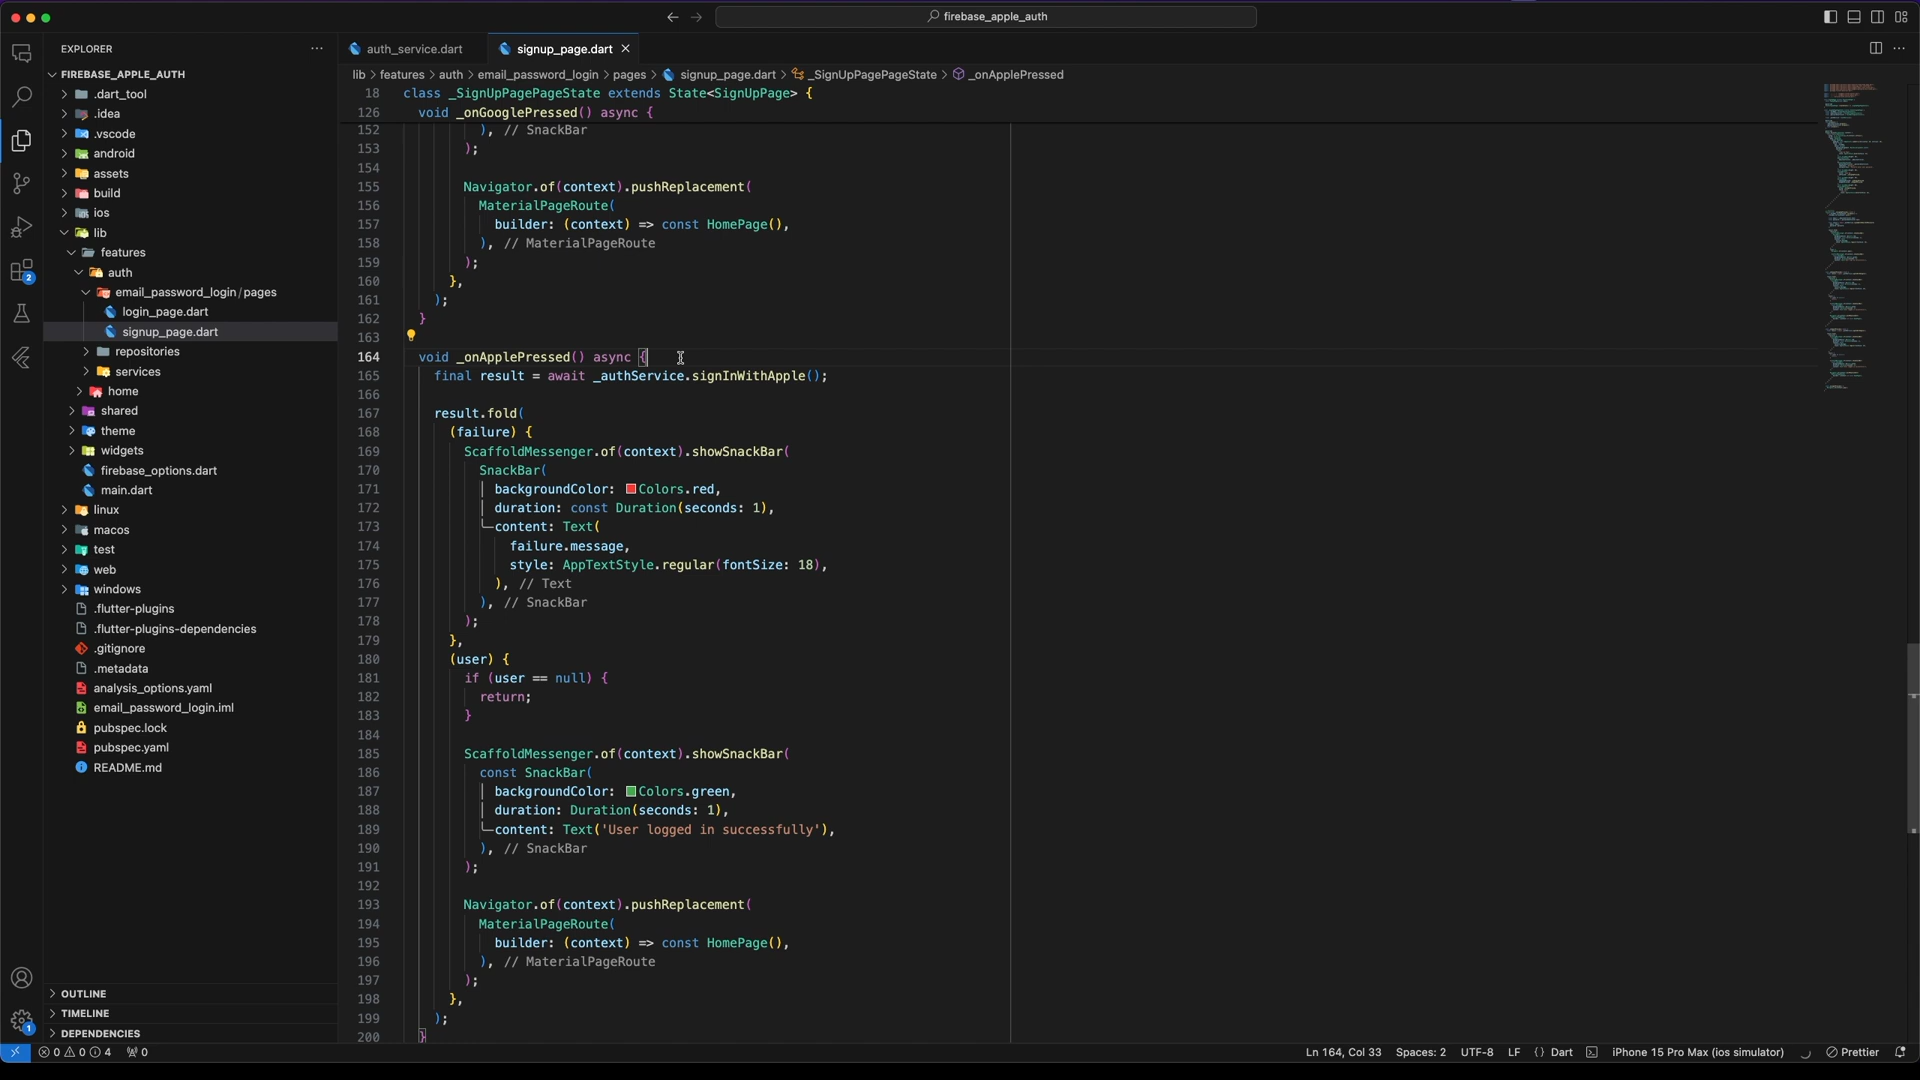 firebase_apple_auth
EXPLORER
auth_service.dart
signup_page.dart
FIREBASE_APPLE_AUTH
lib > features > auth > email_password_login > pages > signup_page.dart > _SignUpPagePageState > _onApplePressed
.dart_tool
.idea
.vscode
android
assets
build
ios
lib
features
auth
email_password_login/pages
login_page.dart
signup_page.dart
repositories
services
home
shared
theme
widgets
firebase_options.dart
main.dart
linux
macos
test
web
windows
.flutter-plugins
.flutter-plugins-dependencies
.gitignore
.metadata
analysis_options.yaml
email_password_login.iml
pubspec.lock
pubspec.yaml
README.md
OUTLINE
TIMELINE
DEPENDENCIES
2
1
18 class _SignUpPagePageState extends State<SignUpPage> {
126 void _onGooglePressed() async {
152 ), // SnackBar
153 );
154
155 Navigator.of(context).pushReplacement(
156 MaterialPageRoute(
157 builder: (context) => const HomePage(),
158 ), // MaterialPageRoute
159 );
160 },
161 );
162 }
163
164 void _onApplePressed() async {
165 final result = await _authService.signInWithApple();
166
167 result.fold(
168 (failure) {
169 ScaffoldMessenger.of(context).showSnackBar(
170 SnackBar(
171 backgroundColor: Colors.red,
172 duration: const Duration(seconds: 1),
173 content: Text(
174 failure.message,
175 style: AppTextStyle.regular(fontSize: 18),
176 ), // Text
177 ), // SnackBar
178 );
179 },
180 (user) {
181 if (user == null) {
182 return;
183 }
184
185 ScaffoldMessenger.of(context).showSnackBar(
186 const SnackBar(
187 backgroundColor: Colors.green,
188 duration: Duration(seconds: 1),
189 content: Text('User logged in successfully'),
190 ), // SnackBar
191 );
192
193 Navigator.of(context).pushReplacement(
194 MaterialPageRoute(
195 builder: (context) => const HomePage(),
196 ), // MaterialPageRoute
197 );
198 },
199 );
200 }
0 0 4 0
Ln 164, Col 33 Spaces: 2 UTF-8 LF {} Dart iPhone 15 Pro Max (ios simulator) Prettier